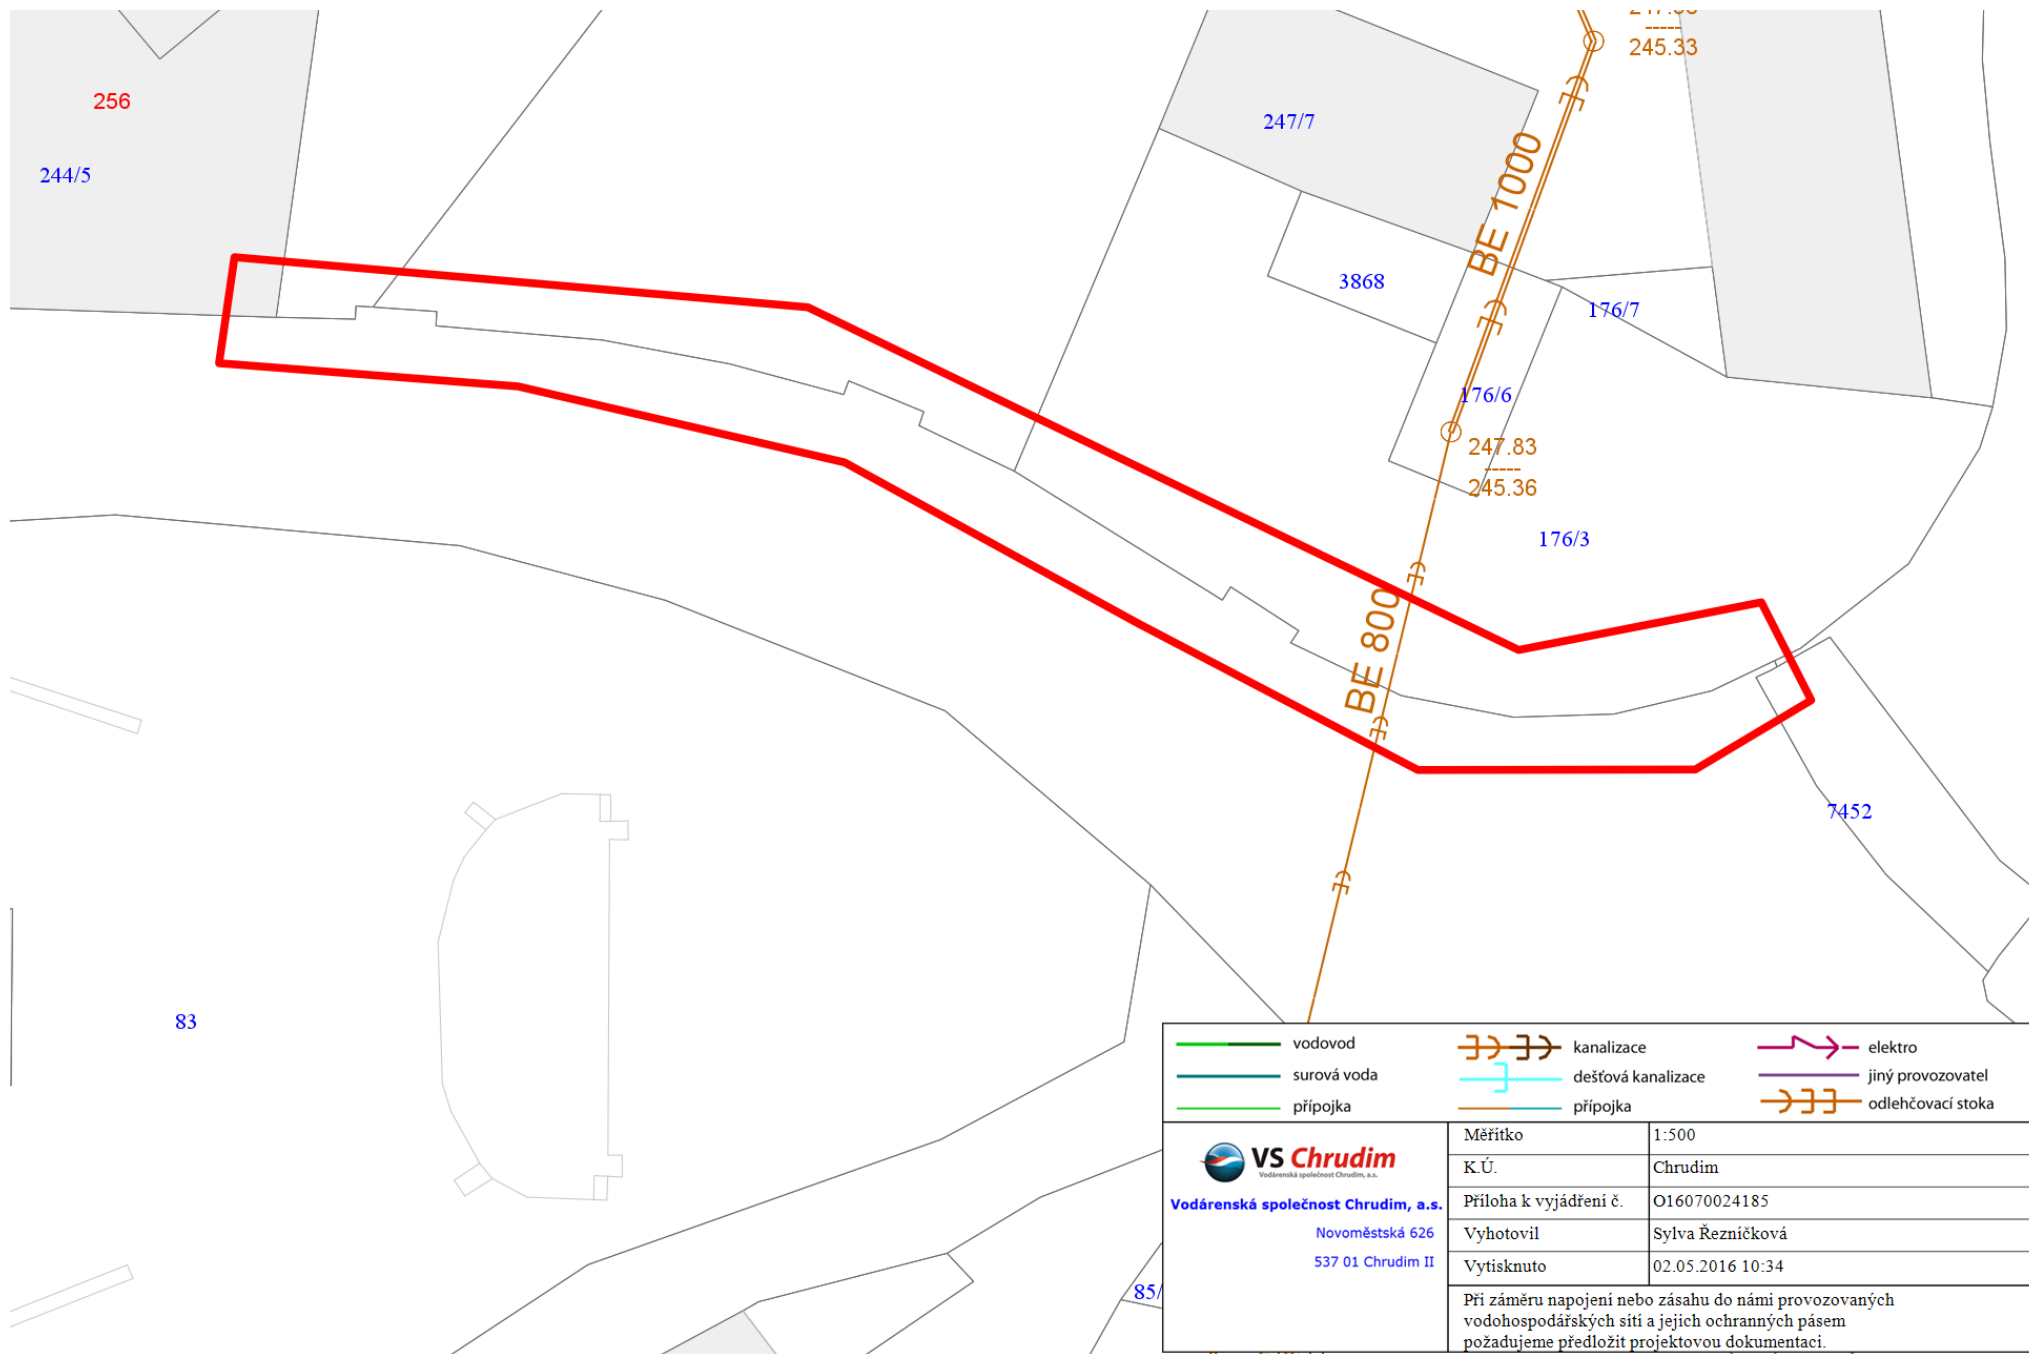 245.33
256
244/5
247/7
BE 1000
3868
176/7
176/6
247.83
-----
245.36
176/3
BE 800
7452
83
85/
vodovod
kanalizace
elektro
surová voda
dešťová kanalizace
jiný provozovatel
přípojka
přípojka
odlehčovací stoka
VS Chrudim
Vodárenská společnost Chrudim, a.s.
Vodárenská společnost Chrudim, a.s.
Novoměstská 626
537 01 Chrudim II
Měřítko 1:500
K.Ú. Chrudim
Příloha k vyjádření č. O16070024185
Vyhotovil Sylva Řezníčková
Vytisknuto 02.05.2016 10:34
Při záměru napojení nebo zásahu do námi provozovaných
vodohospodářských sítí a jejich ochranných pásem
požadujeme předložit projektovou dokumentaci.